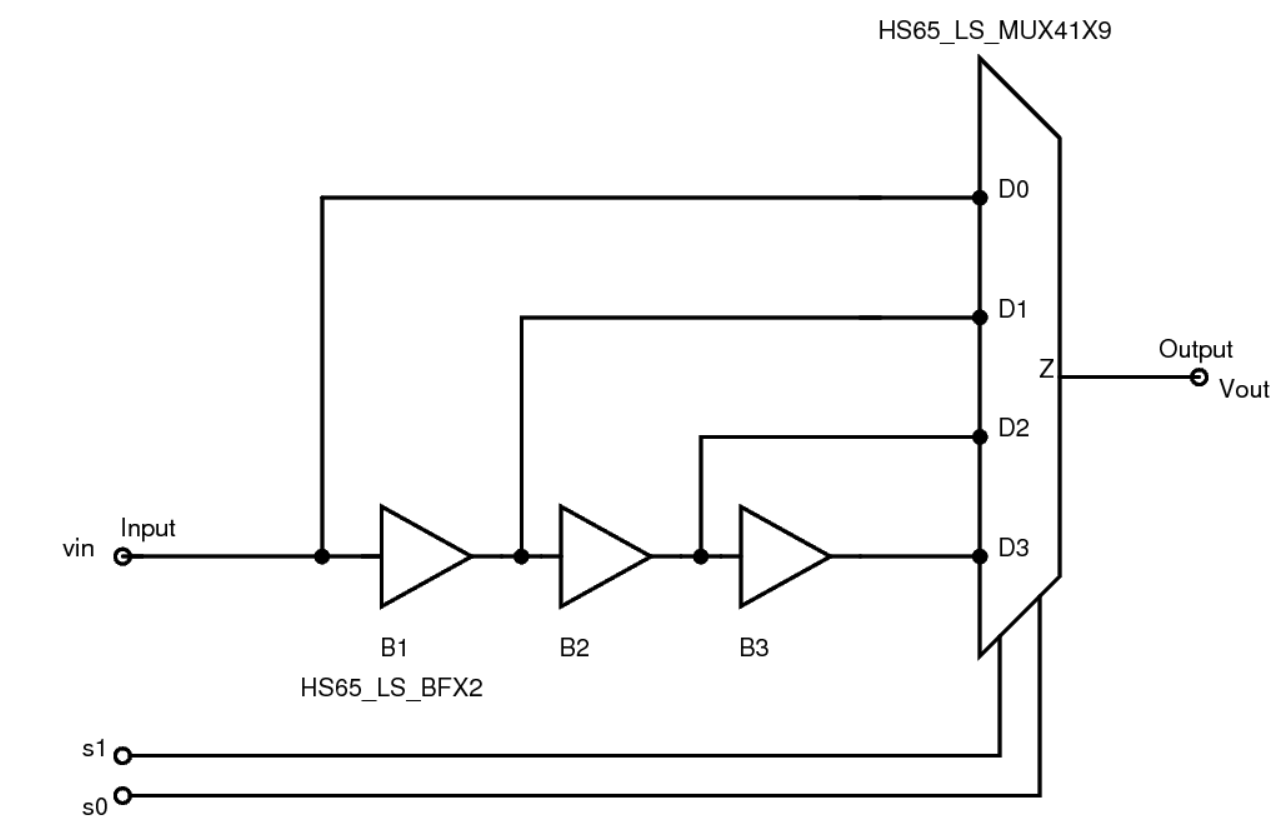 HS65_LS_MUX41X9
D0
D1
Output
Z
Vout
D2
Input
vin
D3
B1
B2
B3
HS65_LS_BFX2
s1
s0